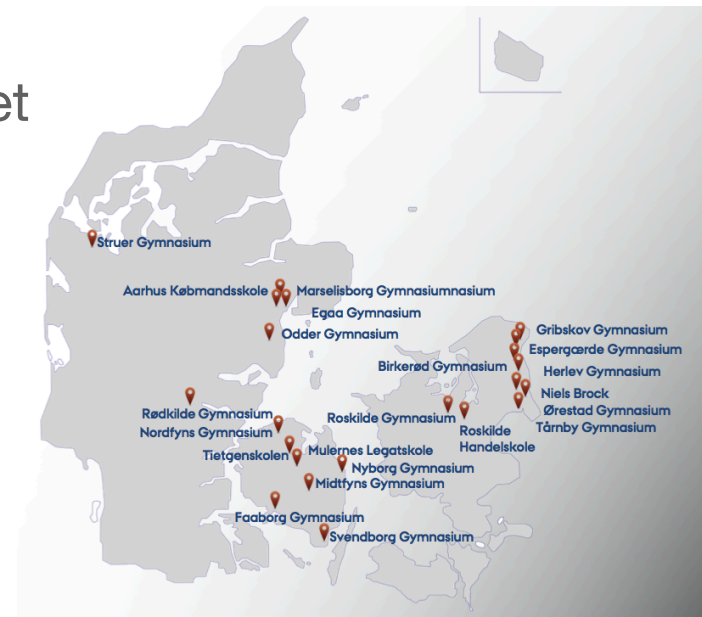 et
Struer Gymnasium
Aarhus Købmandsskole
Marselisborg Gymnasiumnasium
Egaa Gymnasium
Odder Gymnasium
Gribskov Gymnasium
Espergærde Gymnasium
Birkerød Gymnasium
Herlev Gymnasium
Niels Brock
Rødkilde Gymnasium
Roskilde Gymnasium
Ørestad Gymnasium
Nordfyns Gymnasium
Roskilde
Handelskole
Tårnby Gymnasium
Tietgenskolen
Mulernes Legatskole
Nyborg Gymnasium
Midtfyns Gymnasium
Faaborg Gymnasium
Svendborg Gymnasium